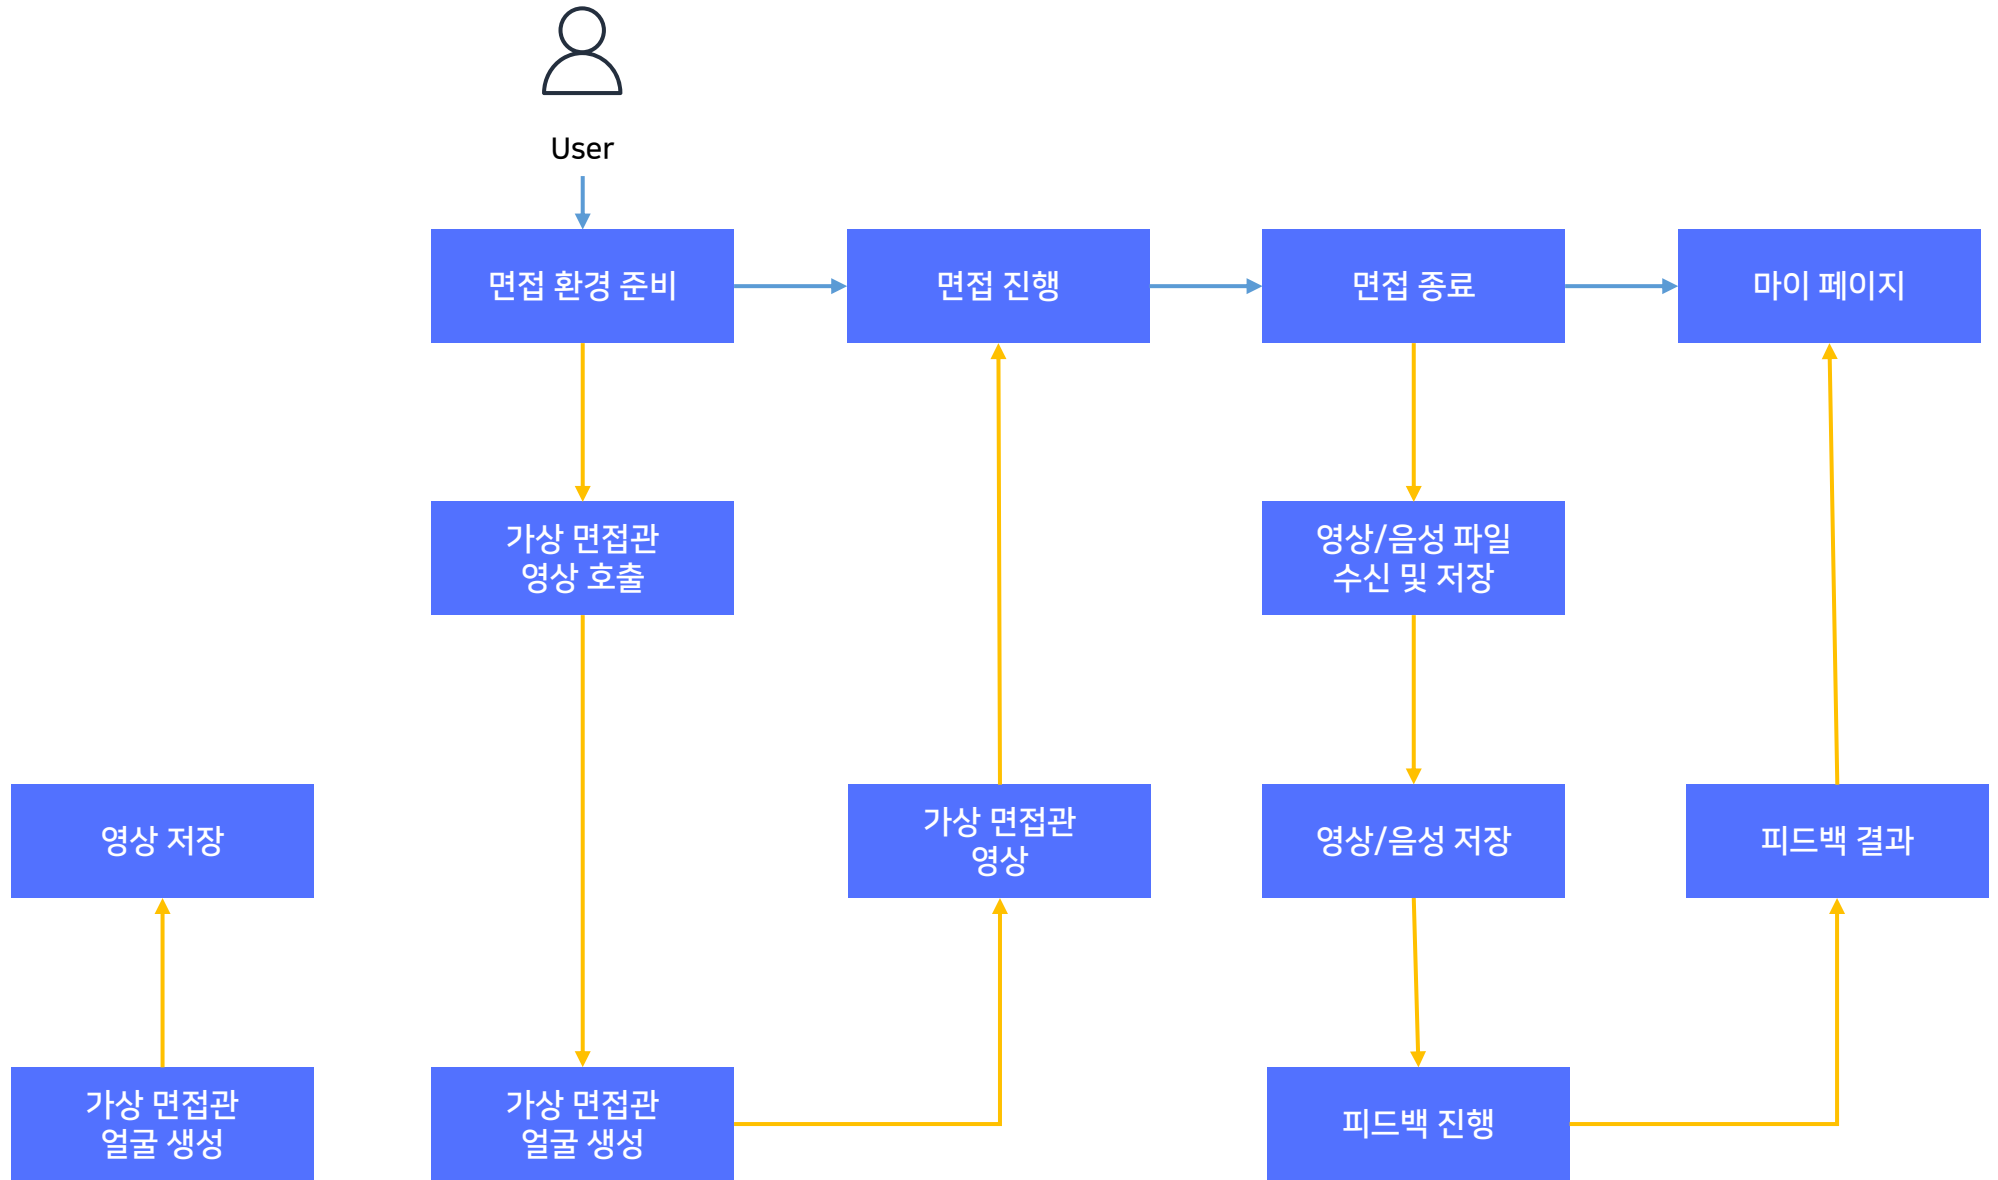 User
면접 환경 준비
면접 진행
면접 종료
마이 페이지
가상 면접관
영상 호출
영상/음성 파일
수신 및 저장
영상 저장
가상 면접관
영상
영상/음성 저장
피드백 결과
가상 면접관
얼굴 생성
가상 면접관
얼굴 생성
피드백 진행